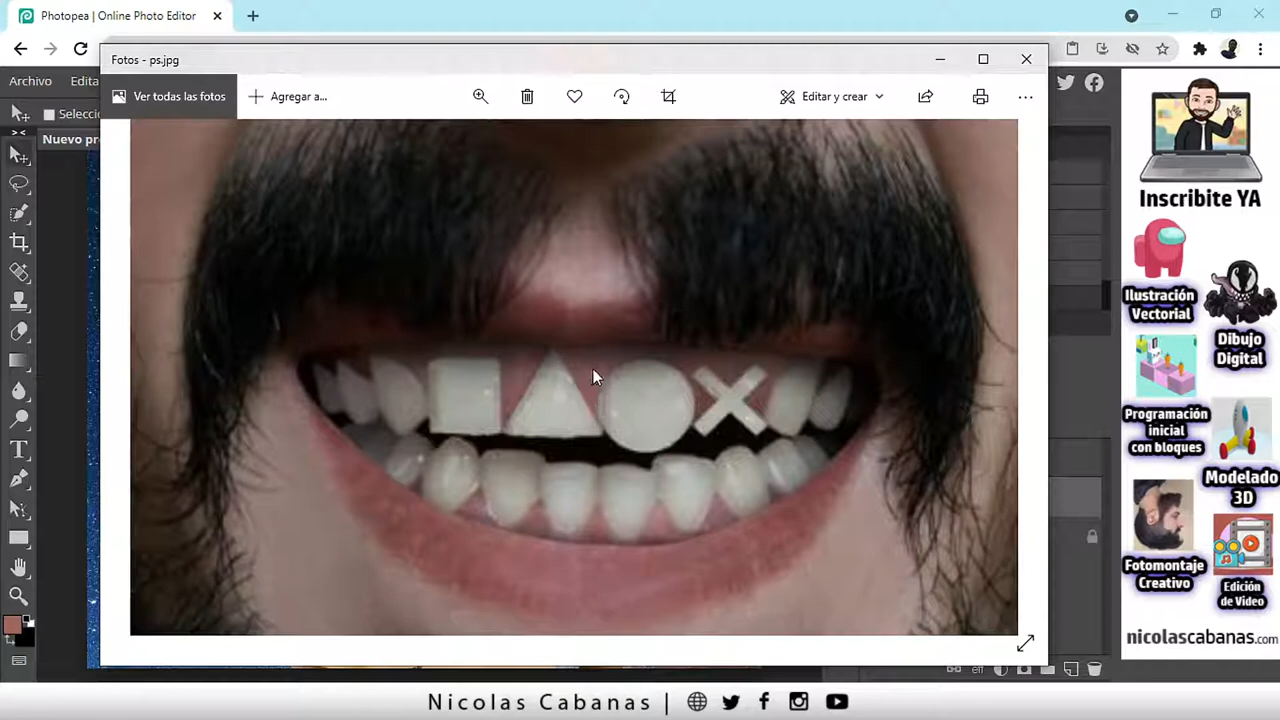 Photopea | Online Photo Editor
Fotos - ps.jpg
Archivo
Edita
Ver todas las fotos
Agregar a...
Editar y crear
Selecci
Nuevo pr
Inscribite YA
Ilustración
Vectorial
Dibujo
Digital
Programación
inicial
con bloques
Modelado
3D
Fotomontaje
Creativo
Edición
de Video
nicolascabanas.com
eff
Nicolas Cabanas |